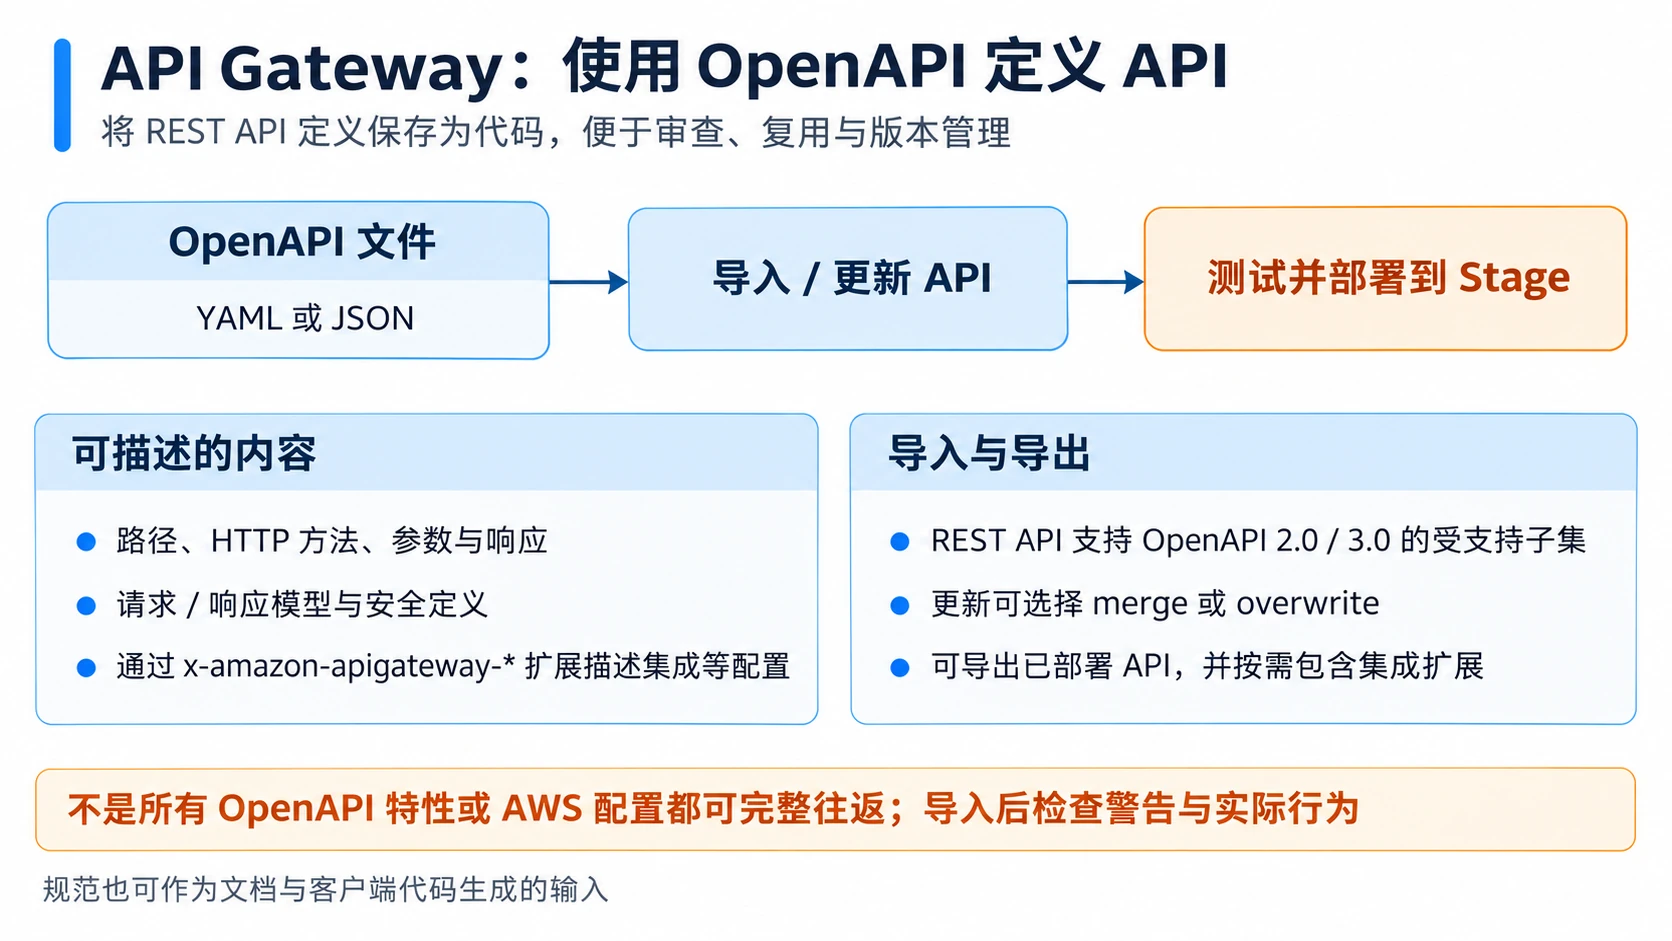 API Gateway：使用 OpenAPI 定义 API
将 REST API 定义保存为代码，便于审查、复用与版本管理
OpenAPI 文件
YAML 或 JSON
导入 / 更新 API
测试并部署到 Stage
可描述的内容
路径、HTTP 方法、参数与响应
请求 / 响应模型与安全定义
通过 x-amazon-apigateway-* 扩展描述集成等配置
导入与导出
REST API 支持 OpenAPI 2.0 / 3.0 的受支持子集
更新可选择 merge 或 overwrite
可导出已部署 API，并按需包含集成扩展
不是所有 OpenAPI 特性或 AWS 配置都可完整往返；导入后检查警告与实际行为
规范也可作为文档与客户端代码生成的输入